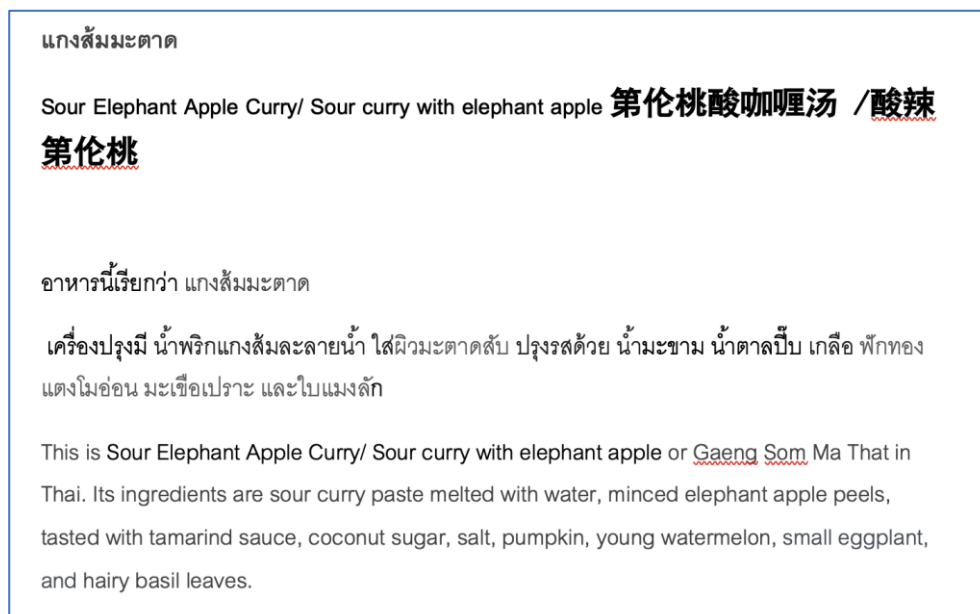 แกงส้มมะตาด
Sour Elephant Apple Curry/ Sour curry with elephant apple 第伦桃酸咖喱汤 /酸辣
第伦桃
อาหารนี้เรียกว่า แกงส้มมะตาด
เครื่องปรุงมี น้ำพริกแกงส้มละลายน้ำ ใส่ผิวมะตาดสับ ปรุงรสด้วย น้ำมะขาม น้ำตาลปี๊บ เกลือ ฟักทอง
แตงโมอ่อน มะเขือเปราะ และใบแมงลัก
This is Sour Elephant Apple Curry/ Sour curry with elephant apple or Gaeng Som Ma That in
Thai. Its ingredients are sour curry paste melted with water, minced elephant apple peels,
tasted with tamarind sauce, coconut sugar, salt, pumpkin, young watermelon, small eggplant,
and hairy basil leaves.